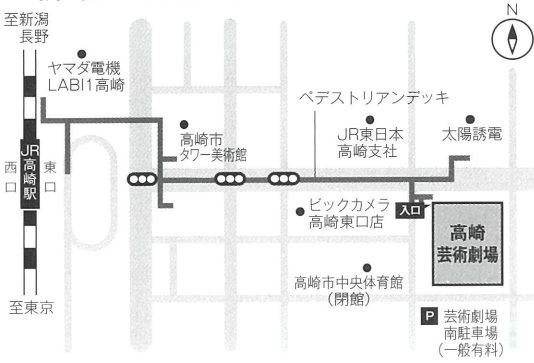 至新潟
長野
N
ヤマダ電機
LABI1高崎
ペデストリアンデッキ
高崎市
タワー美術館
JR東日本
高崎支社
太陽誘電
JR高崎駅
西口
東口
ビックカメラ
高崎東口店
入口
高崎
芸術劇場
高崎市中央体育館
(閉館)
至東京
P 芸術劇場
南駐車場
(一般有料)